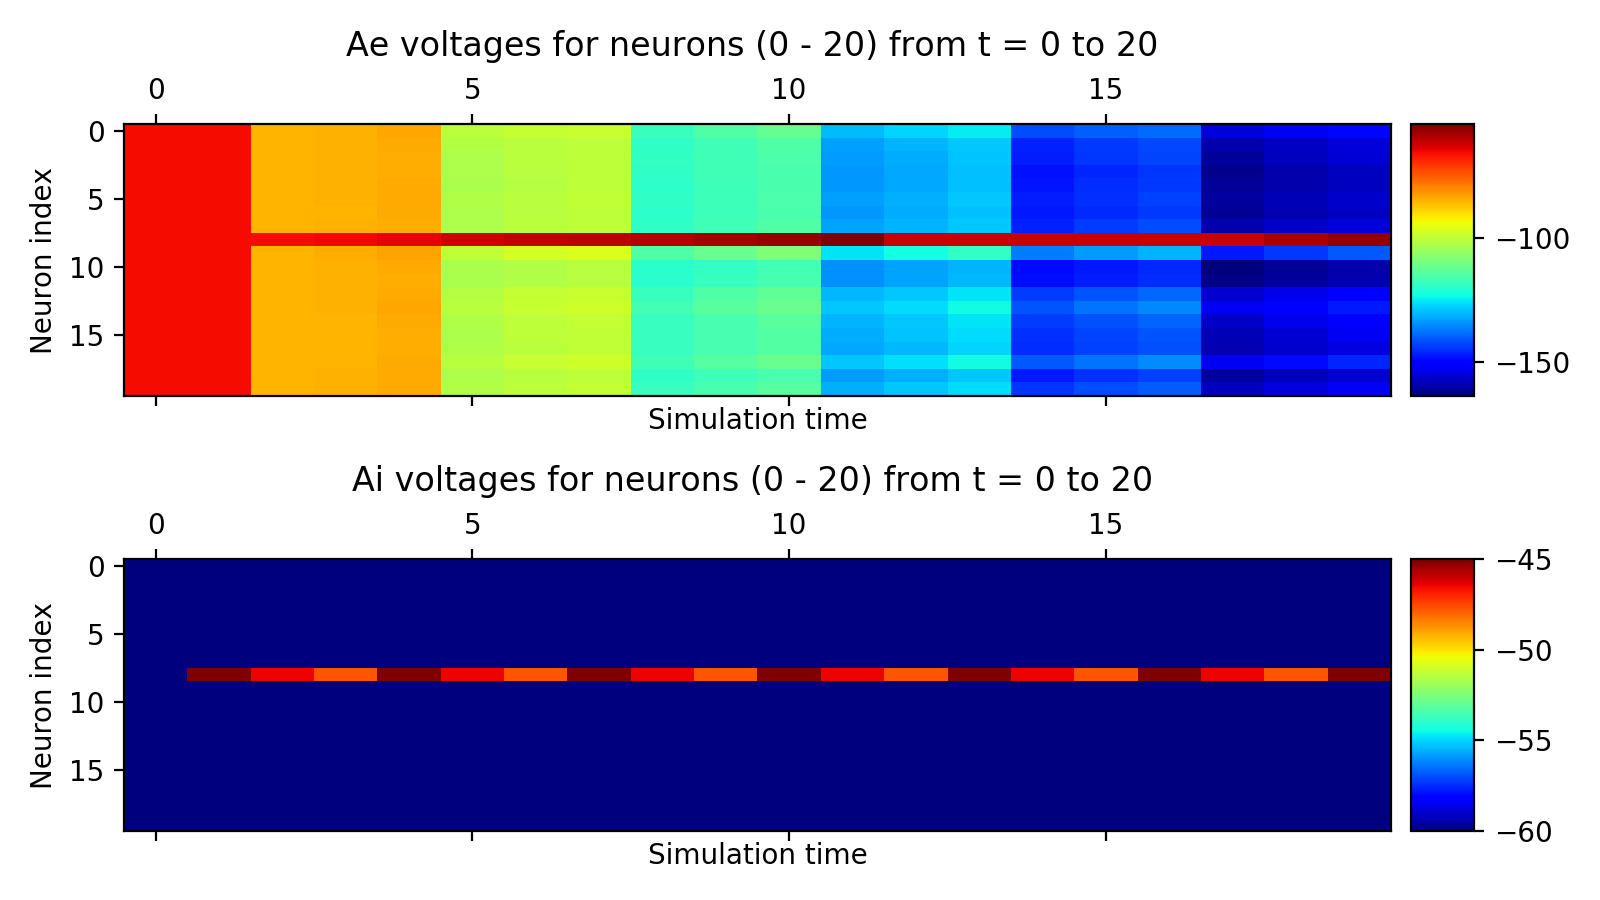 Ae voltages for neurons (0 - 20) from t = 0 to 20
0 5 10 15
Neuron index
0
5
10
15
−100
−150
Simulation time
Ai voltages for neurons (0 - 20) from t = 0 to 20
0 5 10 15
Neuron index
0
5
10
15
−45
−50
−55
−60
Simulation time